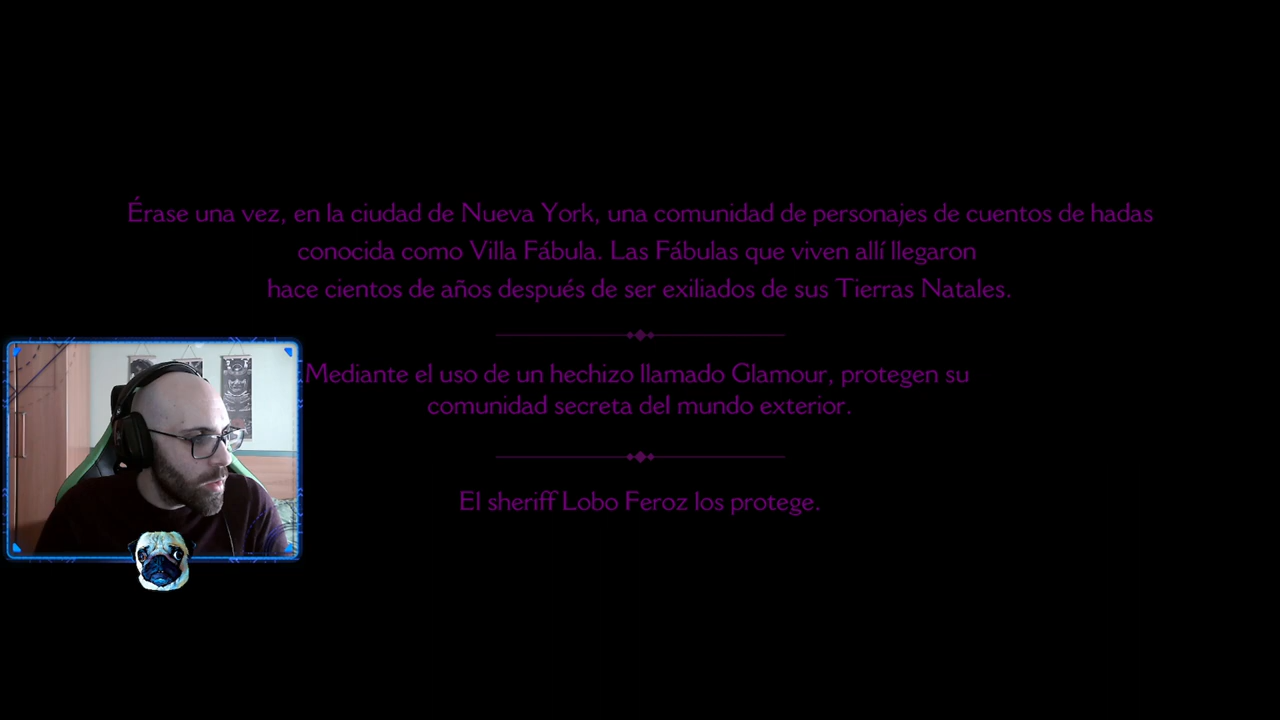 Érase una vez, en la ciudad de Nueva York, una comunidad de personajes de cuentos de hadas
conocida como Villa Fábula. Las Fábulas que viven allí llegaron
hace cientos de años después de ser exiliados de sus Tierras Natales.
Mediante el uso de un hechizo llamado Glamour, protegen su
comunidad secreta del mundo exterior.
El sheriff Lobo Feroz los protege.